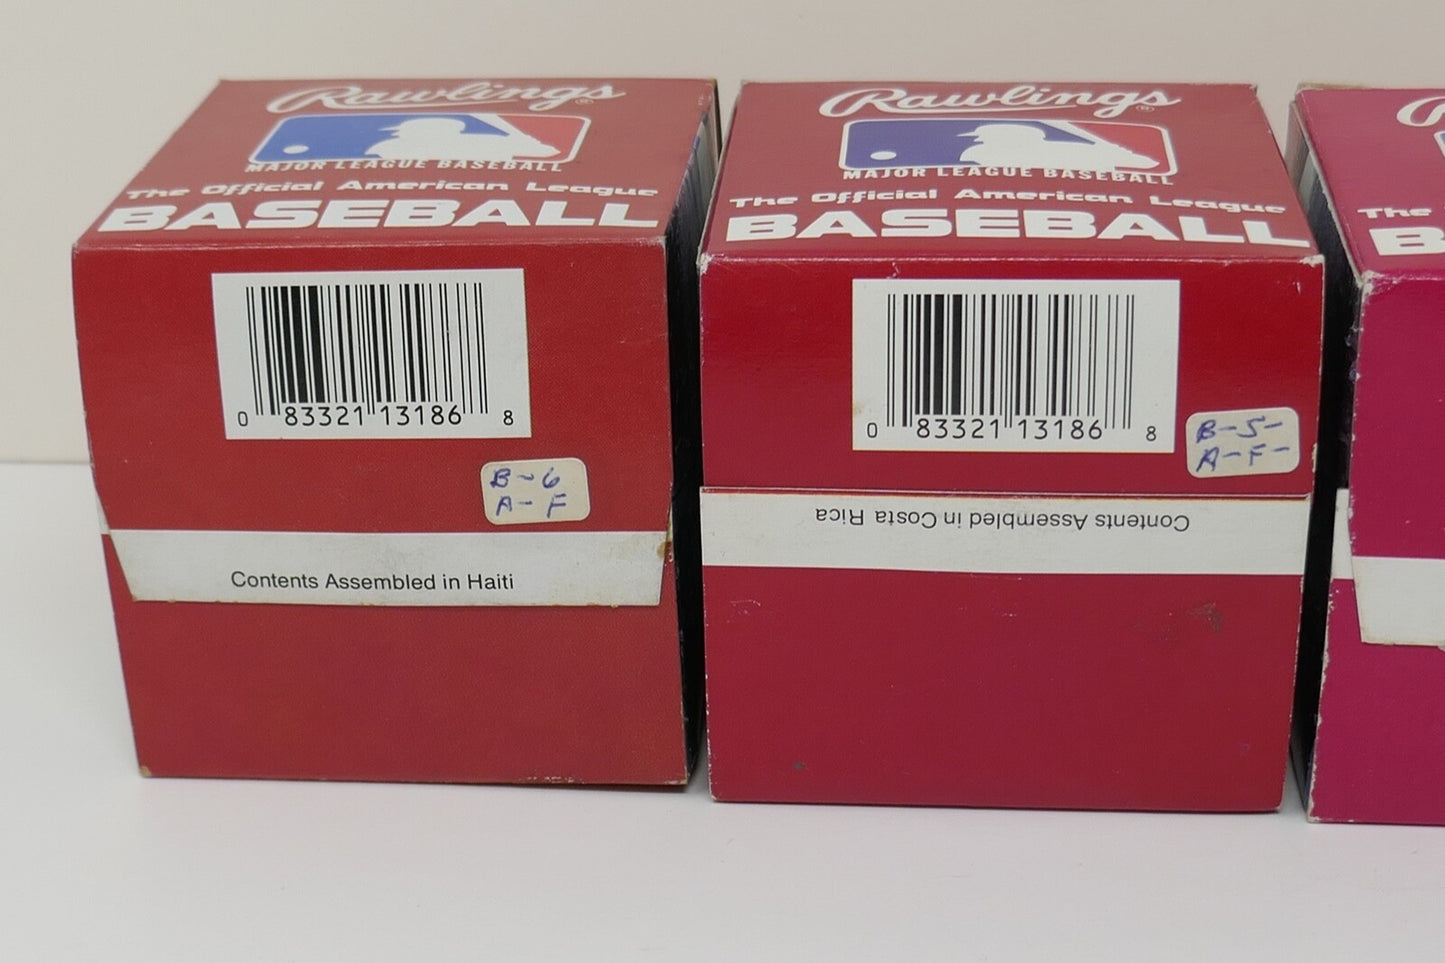 Rawlings®
MAJOR LEAGUE BASEBALL
The Official American League
BASEBALL
0 83321 13186 8
B-6
A-F
Contents Assembled in Haiti
Rawlings®
MAJOR LEAGUE BASEBALL
The Official American League
BASEBALL
0 83321 13186 8
B-5-
A-F-
Contents Assembled in Costa Rica
R
The
B